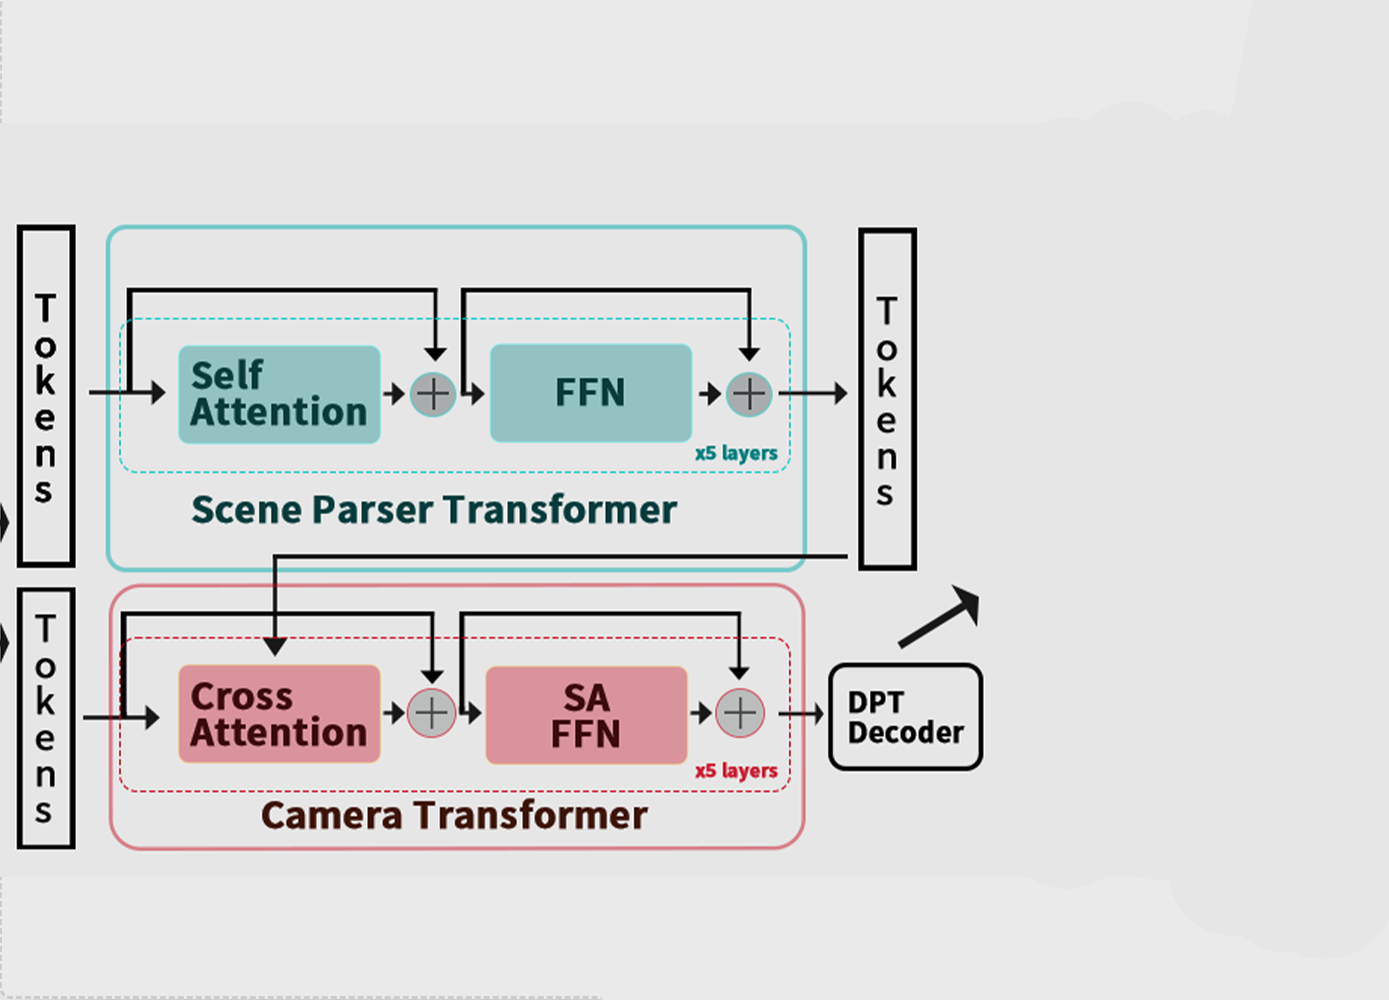 Tokens
Self
Attention
FFN
x5 layers
Scene Parser Transformer
Tokens
Tokens
Cross
Attention
SA
FFN
x5 layers
Camera Transformer
DPT
Decoder